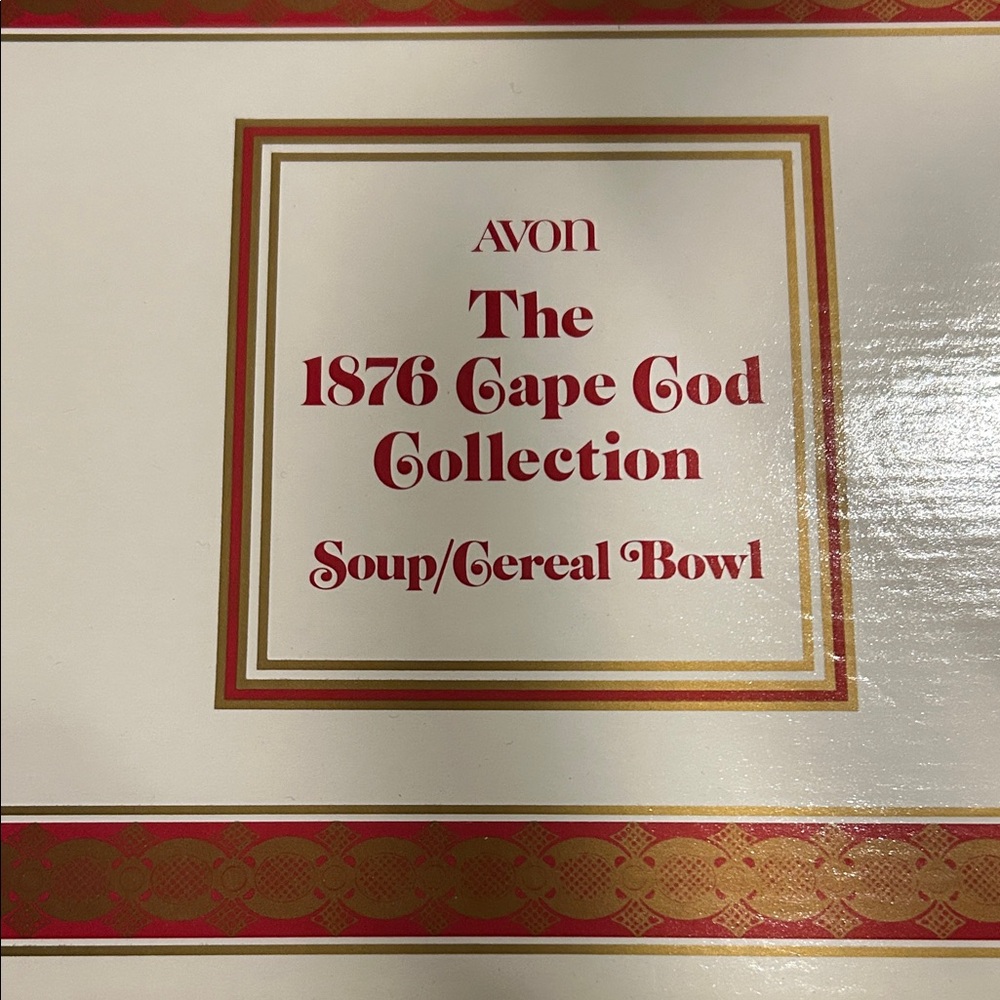 AVON
The
1876 Cape Cod
Collection
Soup/Cereal Bowl